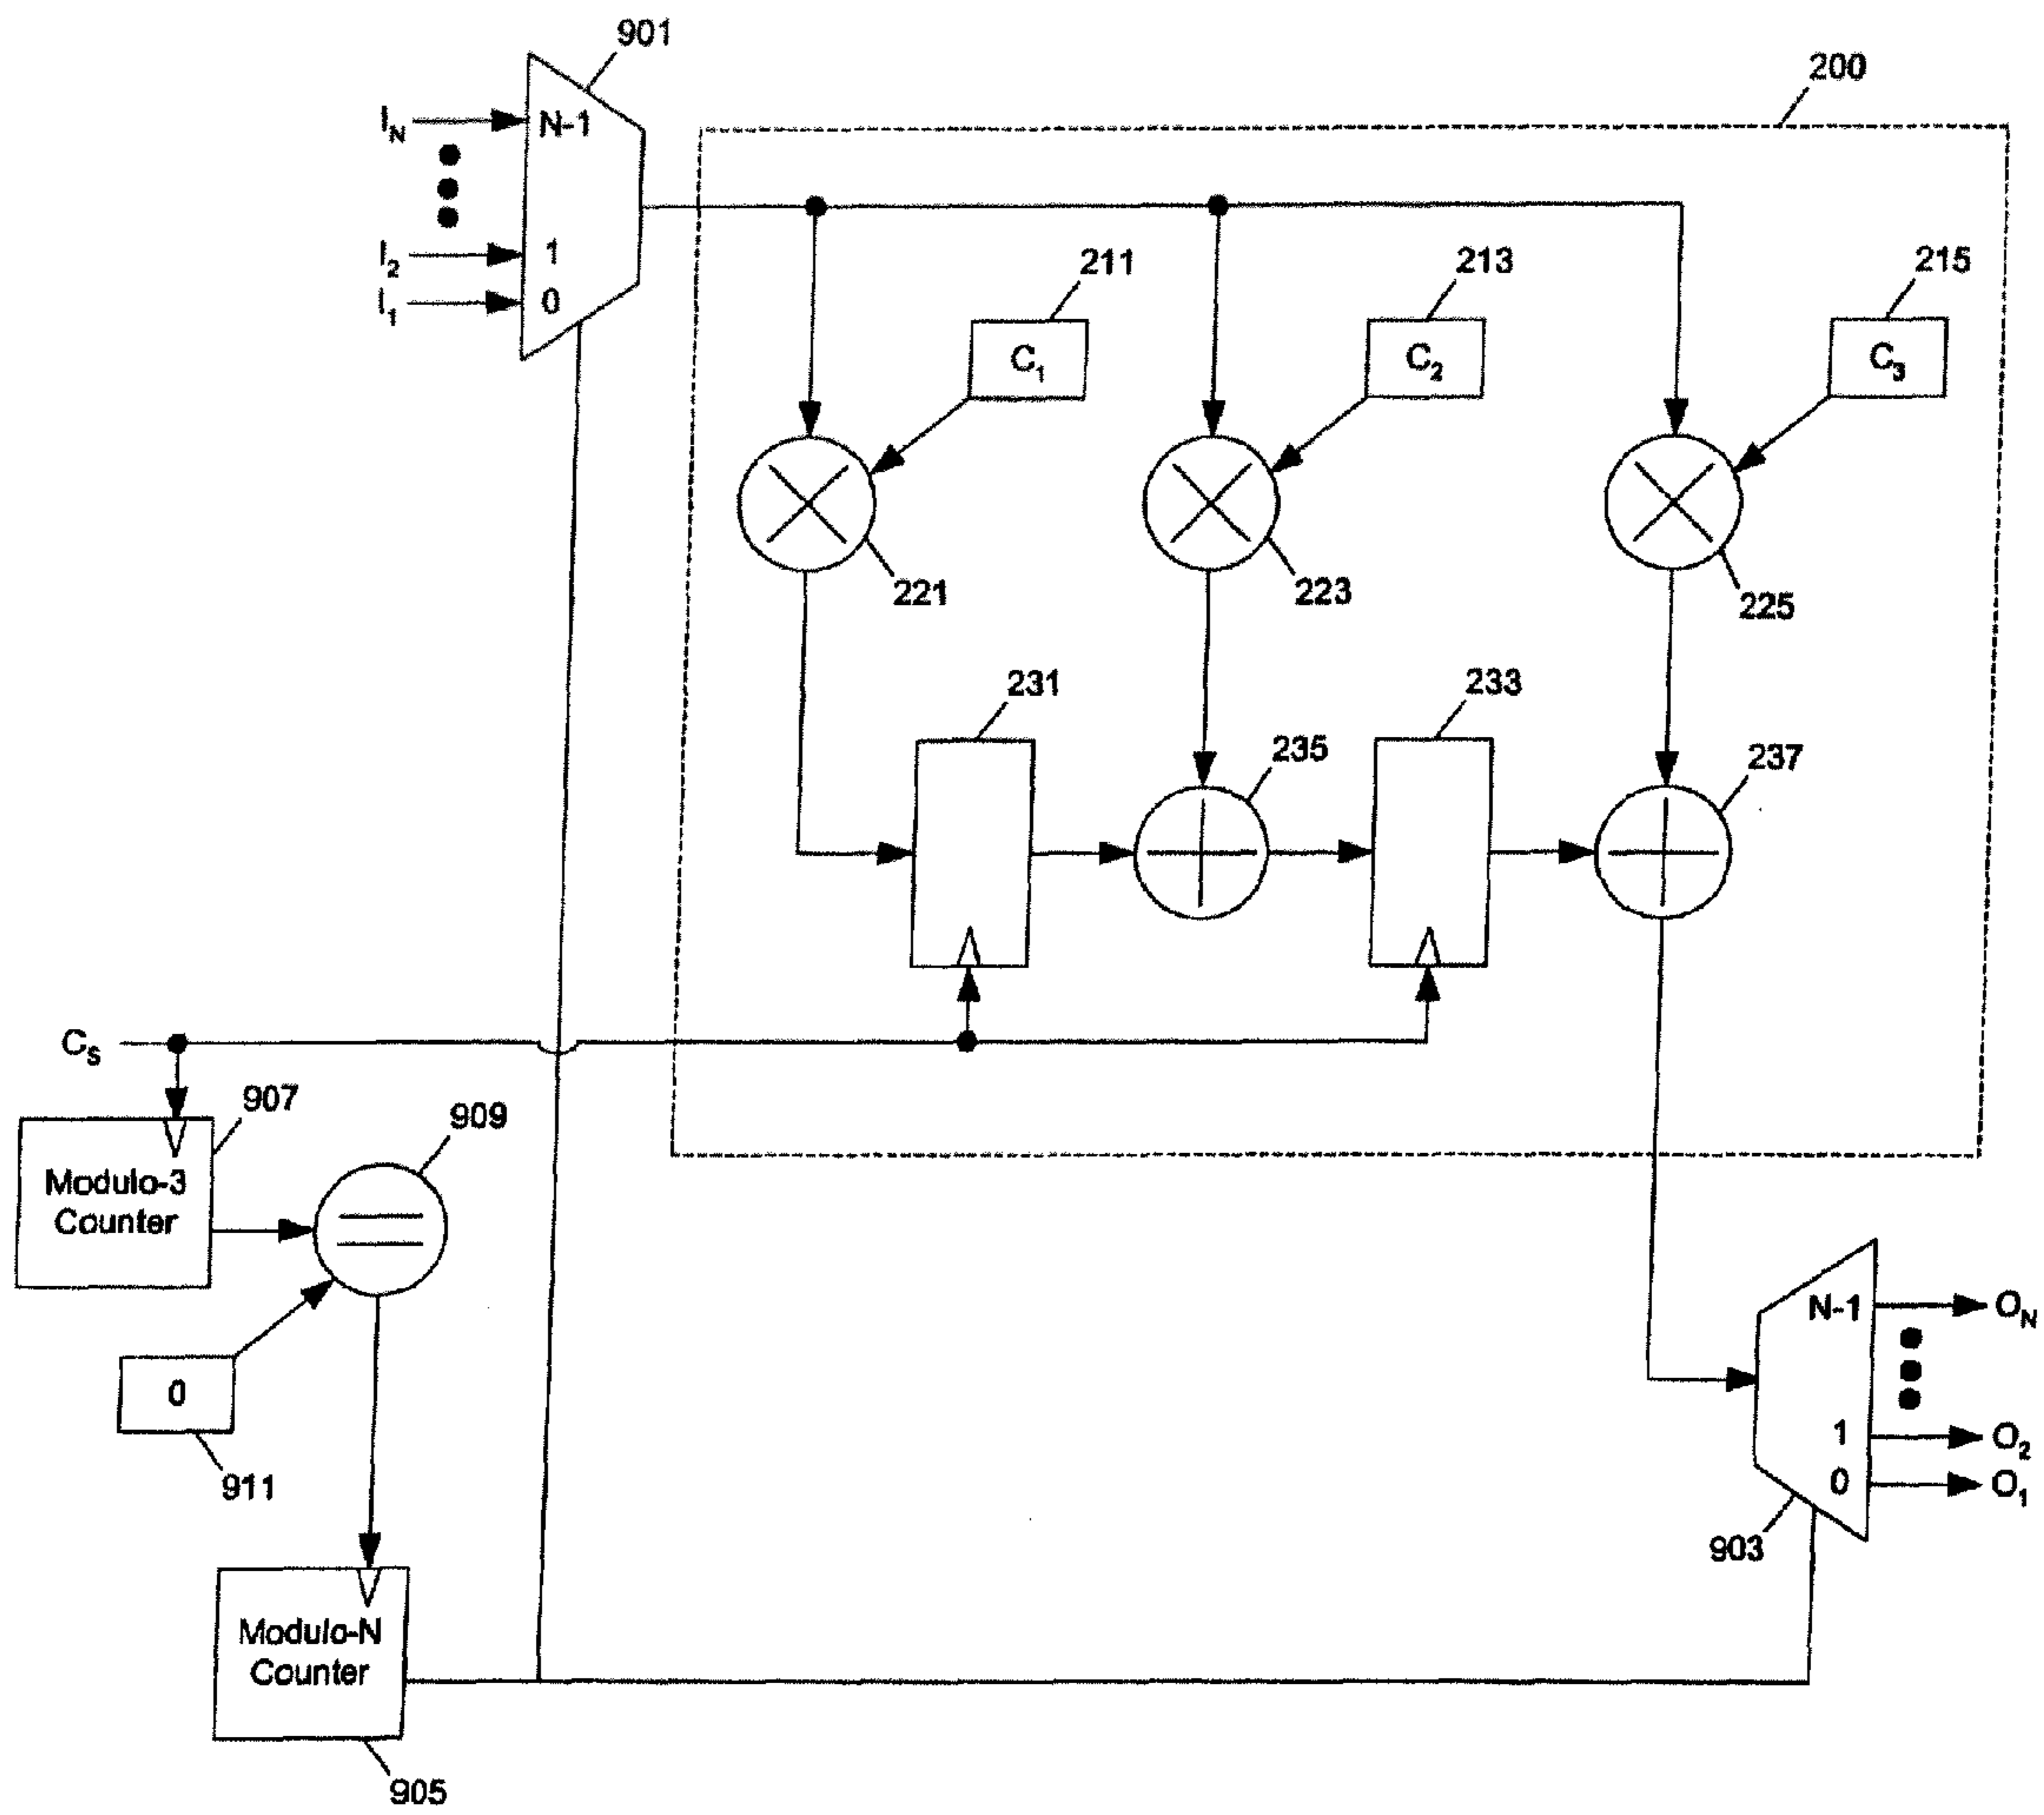 901
200
I_N
N-1
I_2
1
I_1
0
211
213
215
C_1
C_2
C_3
221
223
225
231
233
235
237
C_S
907
909
Modulo-3
Counter
0
911
N-1
O_N
1
O_2
0
O_1
903
Modulo-N
Counter
905